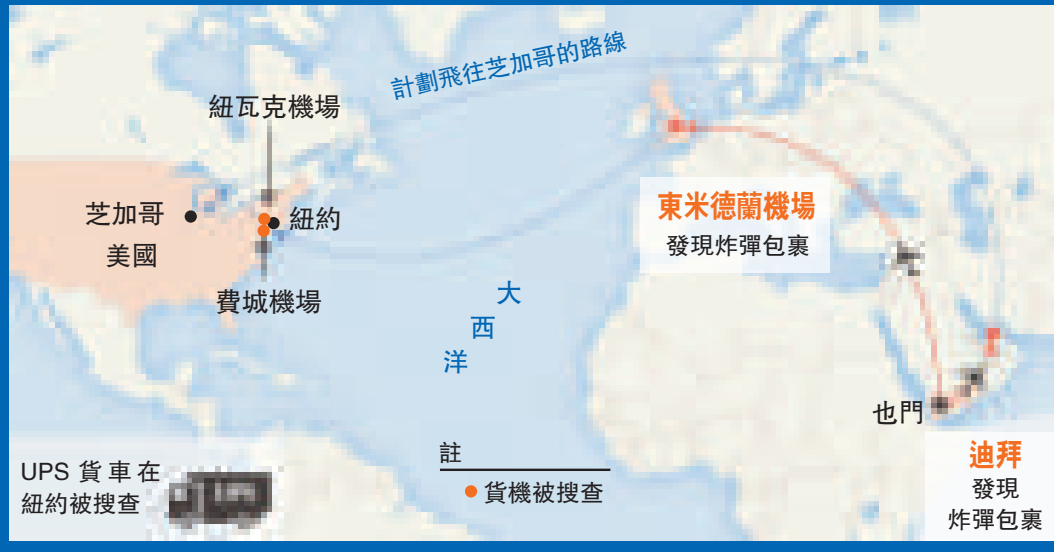 計劃飛往芝加哥的路線
紐瓦克機場
芝加哥
紐約
美國
費城機場
東米德蘭機場
發現炸彈包裹
大
西
洋
也門
迪拜
發現
炸彈包裹
UPS 貨車在
紐約被搜查
註
貨機被搜查